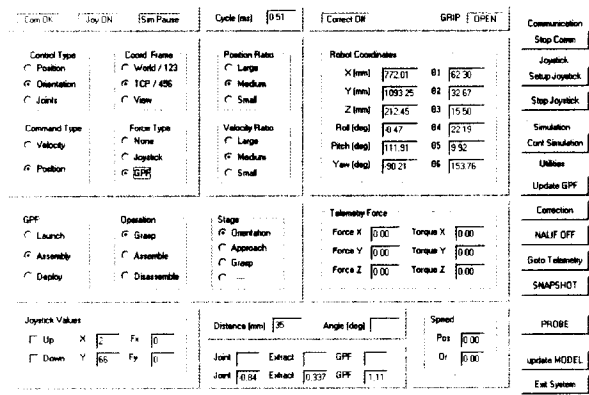 Com OK Joy ON Sim Pause Cycle (ms) 0.51 Correct Off GRIP OPEN
Communication
Stop Comm
Joystick
Setup Joystick
Stop Joystick
Simulation
Cont Simulation
Utilities
Update GPF
Correction
NALIF OFF
Goto Telemetry
SNAPSHOT
PROBE
update MODEL
Exit System
Control Type
Position
Orientation
Joints
Coord Frame
World / 123
TCP / 456
View
Position Ratio
Large
Medium
Small
Command Type
Velocity
Position
Force Type
None
Joystick
GPF
Velocity Ratio
Large
Medium
Small
Robot Coordinates
X (mm) 772.01 θ1 62.30
Y (mm) 1093.25 θ2 32.67
Z (mm) 212.45 θ3 15.50
Roll (deg) -0.47 θ4 22.19
Pitch (deg) 111.91 θ5 9.92
Yaw (deg) -90.21 θ6 153.76
GPF
Launch
Assembly
Deploy
Operation
Grasp
Assemble
Disassemble
Stage
Orientation
Approach
Grasp
Telemetry Force
Force X 0.00 Torque X 0.00
Force Y 0.00 Torque Y 0.00
Force Z 0.00 Torque Z 0.00
Joystick Values
Up X 2 Fx 0
Down Y 66 Fy 0
Distance (mm) 35 Angle (deg)
Joint Extract GPF
Joint -0.84 Extract 0.337 GPF 1.11
Speed
Pos 0.00
Or 0.00